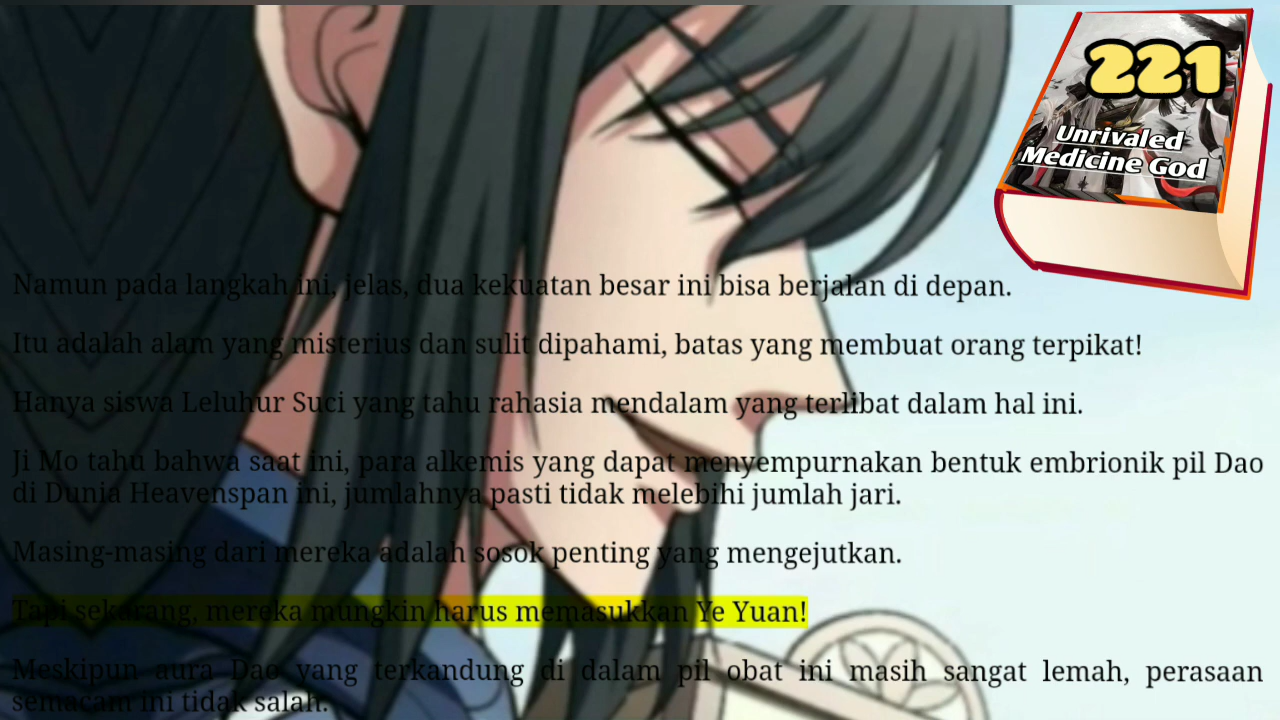 221
Unrivaled
Medicine God
Namun pada langkah ini, jelas, dua kekuatan besar ini bisa berjalan di depan.
Itu adalah alam yang misterius dan sulit dipahami, batas yang membuat orang terpikat!
Hanya siswa Leluhur Suci yang tahu rahasia mendalam yang terlibat dalam hal ini.
Ji Mo tahu bahwa saat ini, para alkemis yang dapat menyempurnakan bentuk embrionik pil Dao
di Dunia Heavenspan ini, jumlahnya pasti tidak melebihi jumlah jari.
Masing-masing dari mereka adalah sosok penting yang mengejutkan.
Tapi sekarang, mereka mungkin harus memasukkan Ye Yuan!
Meskipun aura Dao yang terkandung di dalam pil obat ini masih sangat lemah, perasaan
semacam ini tidak salah.